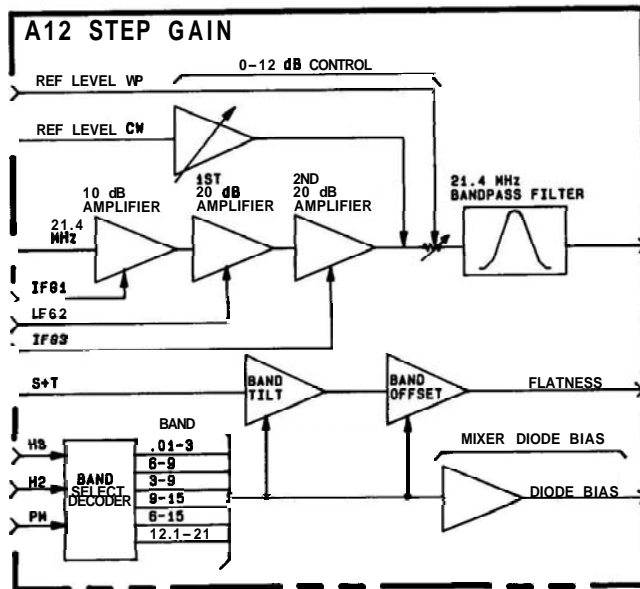 A12 STEP GAIN
0-12 dB CONTROL
REF LEVEL WP
REF LEVEL CW
1ST
20 dB
AMPLIFIER
2ND
20 dB
AMPLIFIER
10 dB
AMPLIFIER
21.4 MHz
BANDPASS FILTER
21.4
MHz
IFG1
LFG2
IFG3
S+T
BAND
TILT
BAND
OFFSET
FLATNESS
BAND
MIXER DIODE BIAS
H3
H2
PN
BAND
SELECT
DECODER
.01-3
6-9
3-9
9-15
6-15
12.1-21
DIODE BIAS